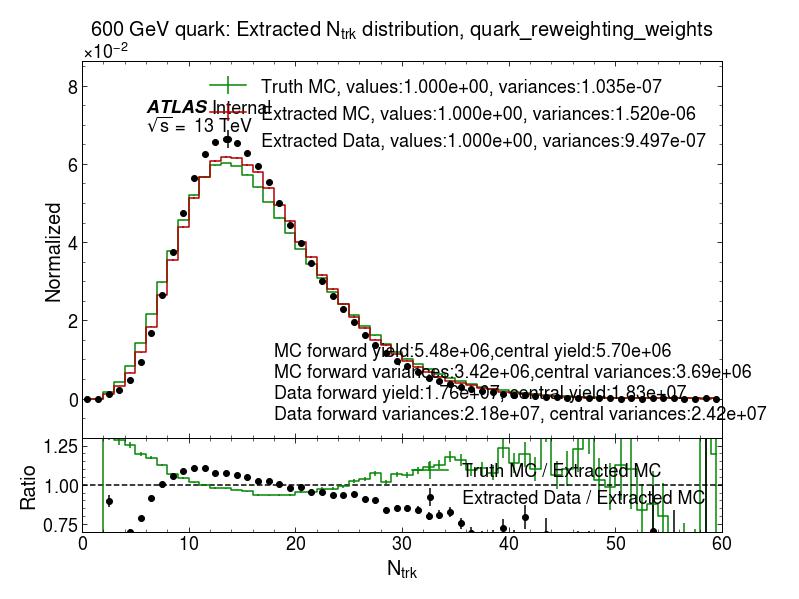 600 GeV quark: Extracted N_trk distribution, quark_reweighting_weights
×10⁻²
Truth MC, values:1.000e+00, variances:1.035e-07
ATLAS Internal
Extracted MC, values:1.000e+00, variances:1.520e-06
√s = 13 TeV
Extracted Data, values:1.000e+00, variances:9.497e-07
8
6
4
2
0
Normalized
MC forward yield:5.48e+06,central yield:5.70e+06
MC forward variances:3.42e+06,central variances:3.69e+06
Data forward yield:1.76e+07, central yield:1.83e+07
Data forward variances:2.18e+07, central variances:2.42e+07
1.25
1.00
0.75
Ratio
Truth MC / Extracted MC
Extracted Data / Extracted MC
0 10 20 30 40 50 60
N_trk